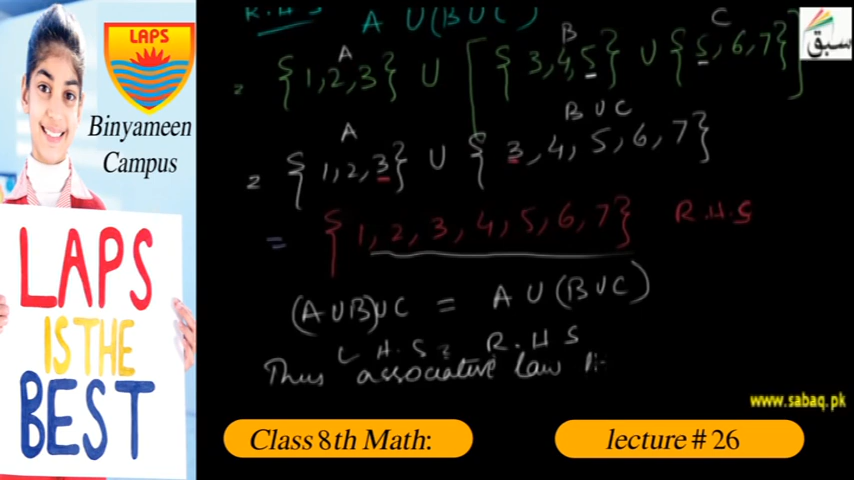 LAPS
Binyameen
Campus
LAPS
IS THE
BEST
R.H.S A U (B U C)
A B C
= {1,2,3} U [{3,4,5} U {5,6,7}]
A B U C
= {1,2,3} U {3,4,5,6,7}
= {1,2,3,4,5,6,7} R.H.S
(A U B) U C = A U (B U C)
L.H.S = R.H.S
Thus associative law
سبق
www.sabaq.pk
Class 8th Math:
lecture # 26